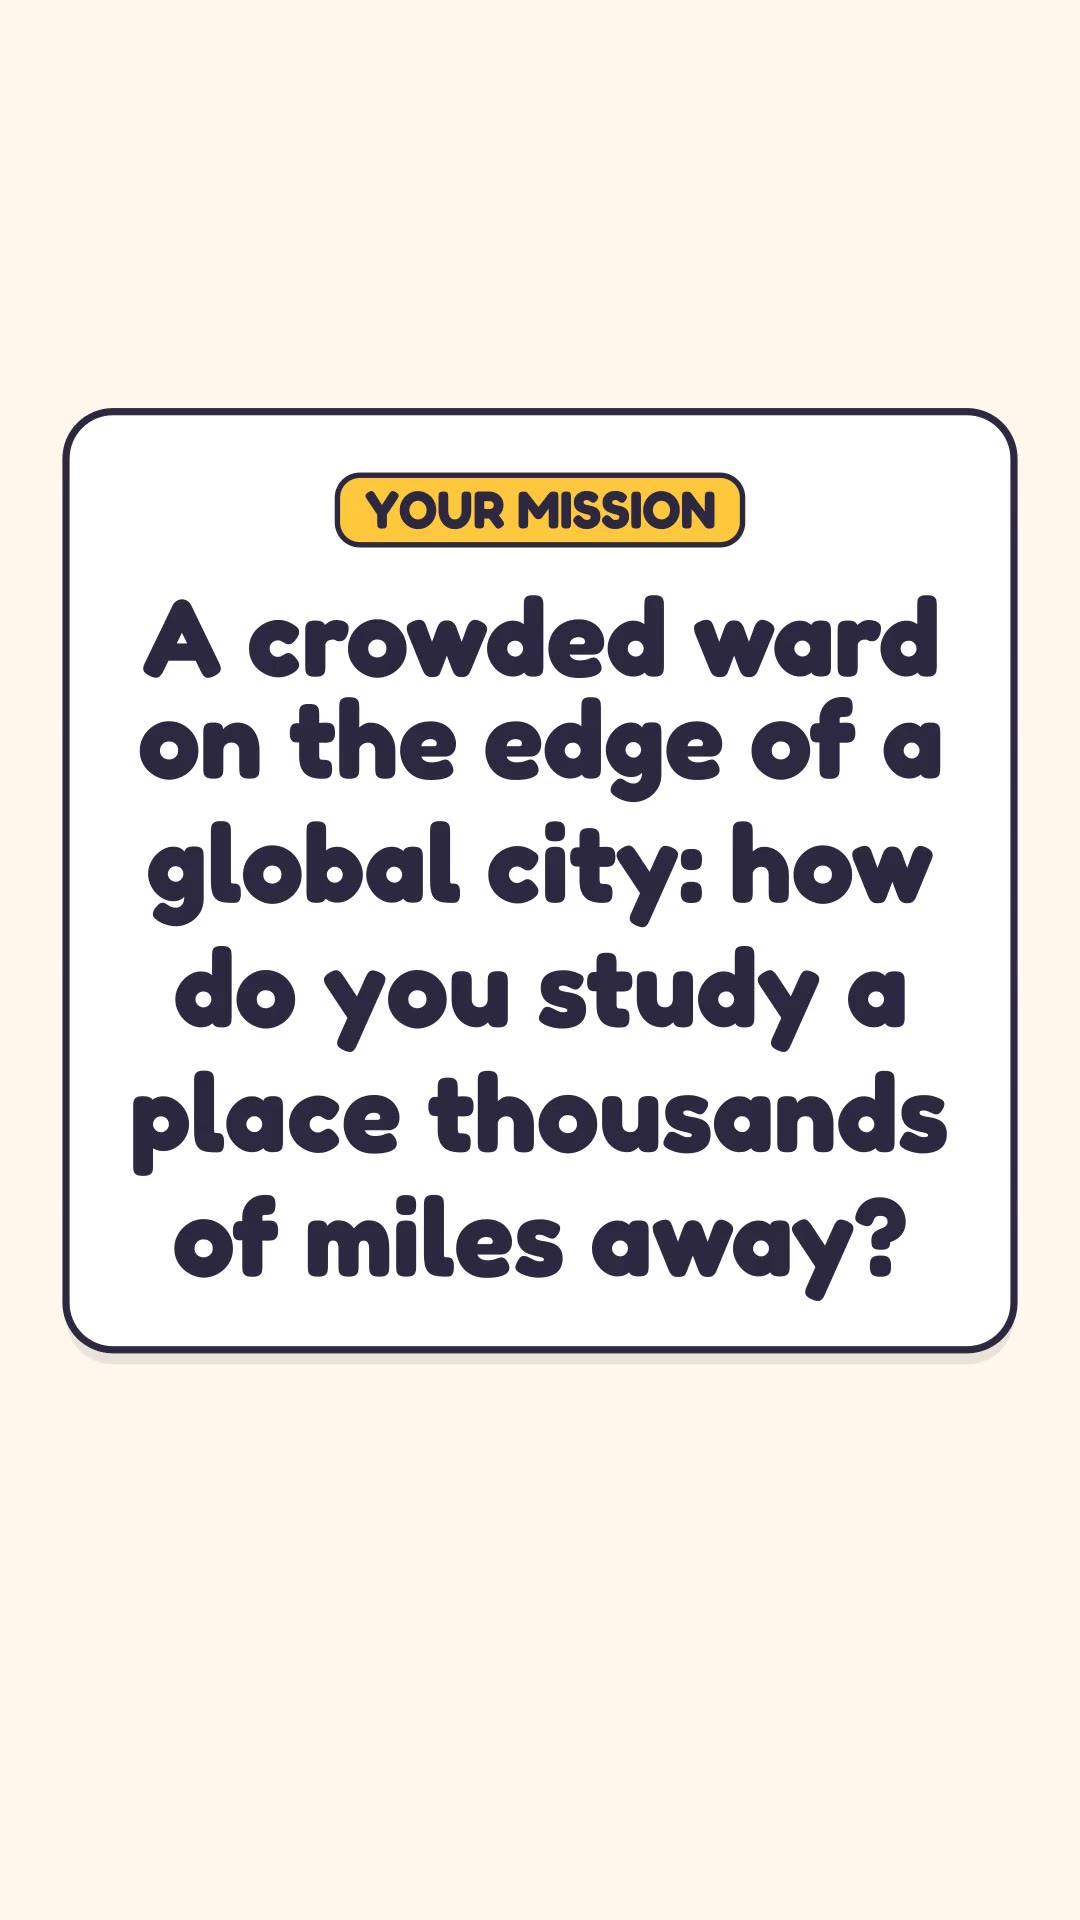 YOUR MISSION
A crowded ward
on the edge of a
global city: how
do you study a
place thousands
of miles away?